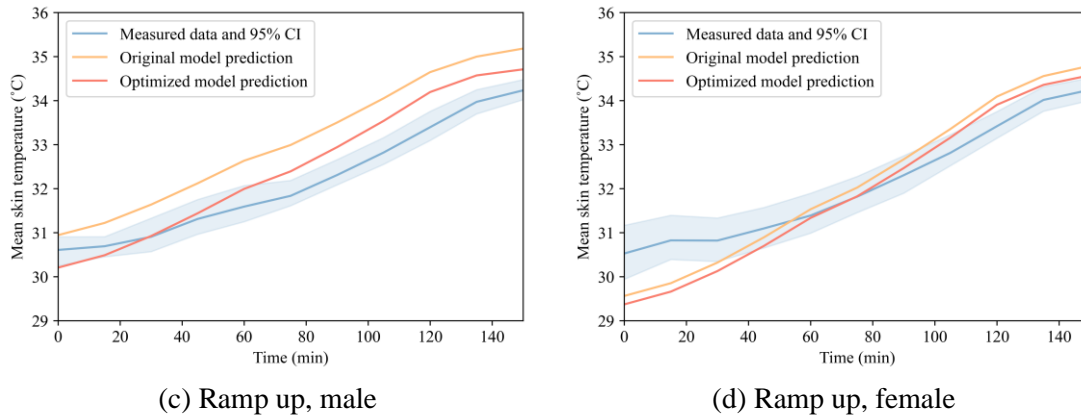 36
35
34
33
32
31
30
29
Mean skin temperature (˚C)
Measured data and 95% CI
Original model prediction
Optimized model prediction
0 20 40 60 80 100 120 140
Time (min)
(c) Ramp up, male
36
35
34
33
32
31
30
29
Mean skin temperature (˚C)
Measured data and 95% CI
Original model prediction
Optimized model prediction
0 20 40 60 80 100 120 140
Time (min)
(d) Ramp up, female